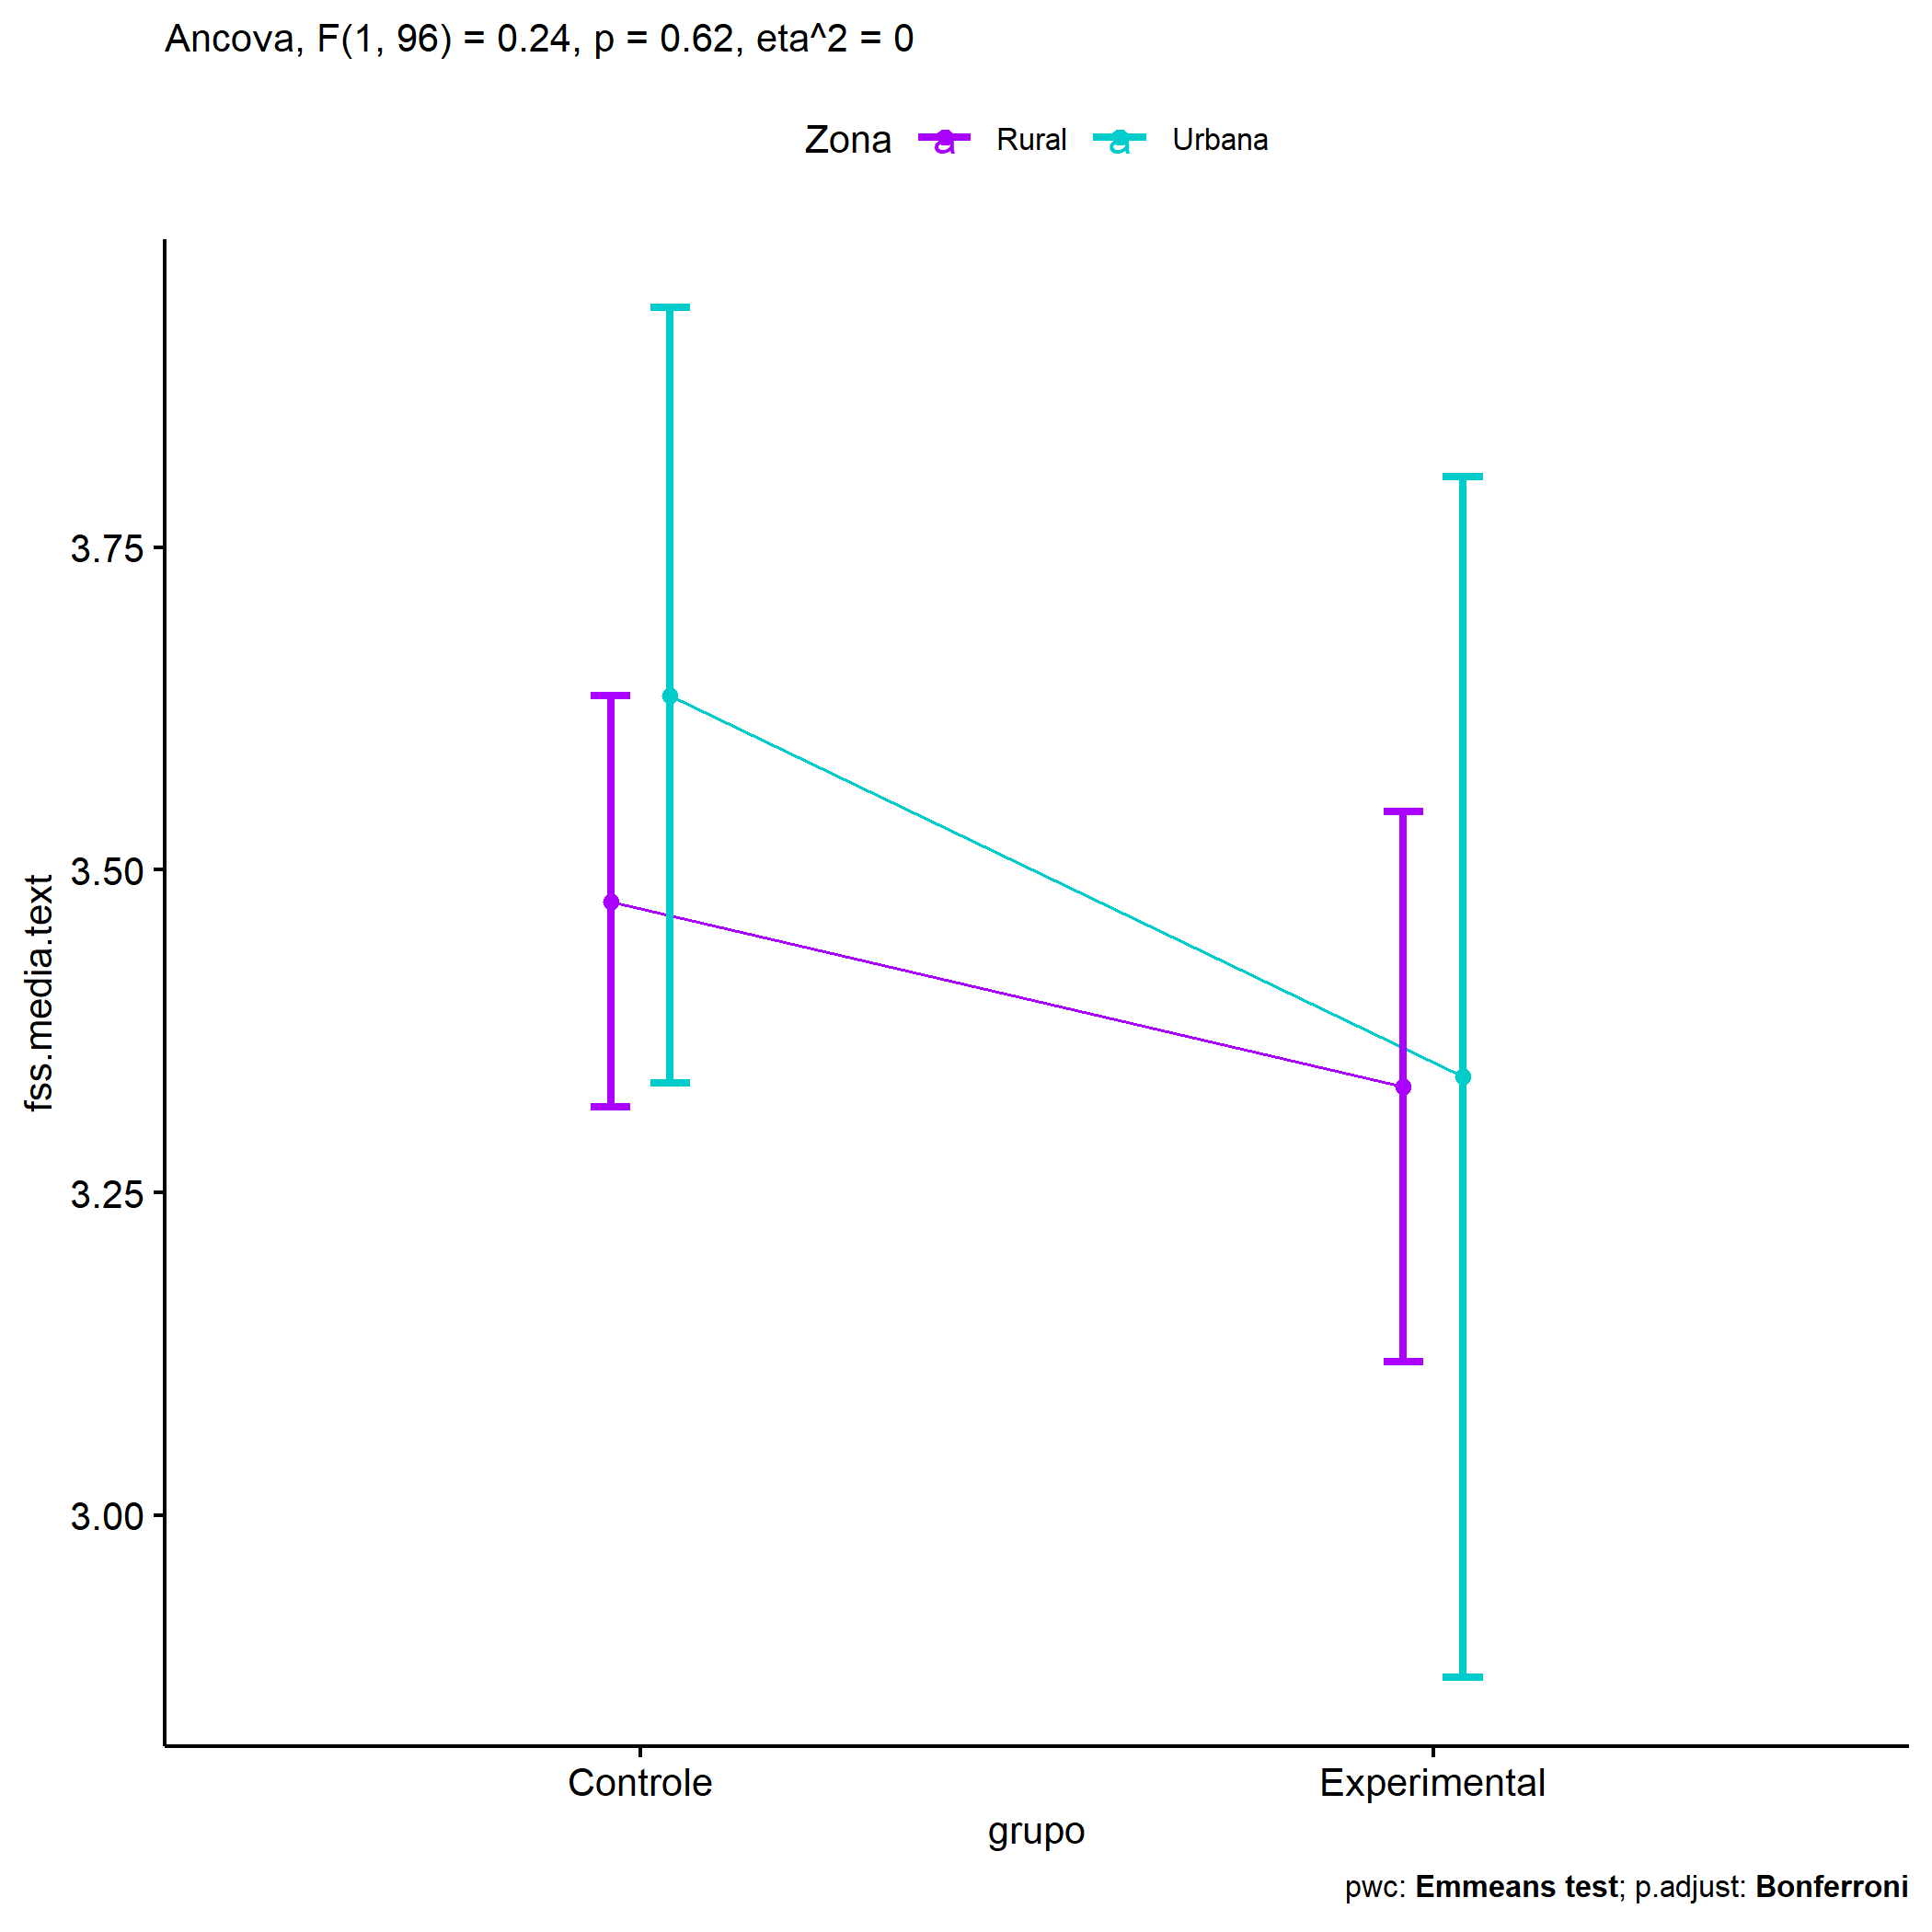 Ancova, F(1, 96) = 0.24, p = 0.62, eta^2 = 0
Zona a Rural a Urbana
3.75
3.50
3.25
3.00
fss.media.text
Controle Experimental
grupo
pwc: Emmeans test; p.adjust: Bonferroni